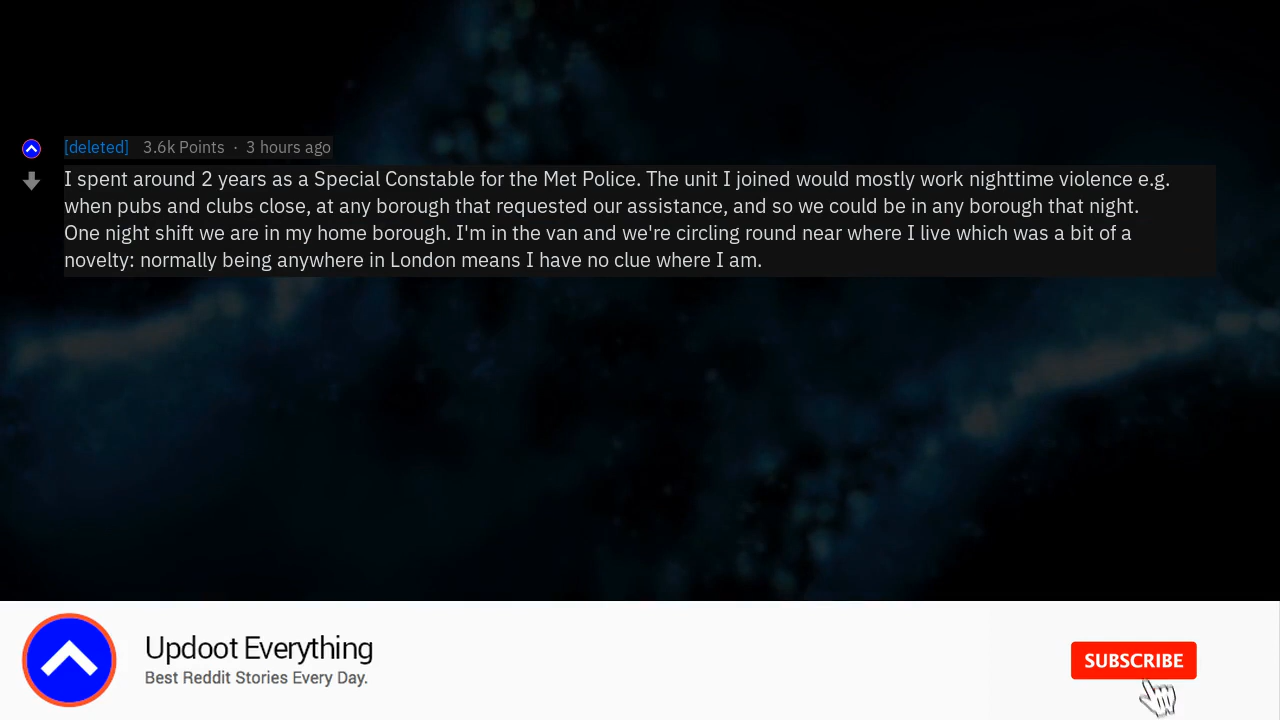 [deleted] 3.6k Points · 3 hours ago
I spent around 2 years as a Special Constable for the Met Police. The unit I joined would mostly work nighttime violence e.g.
when pubs and clubs close, at any borough that requested our assistance, and so we could be in any borough that night.
One night shift we are in my home borough. I'm in the van and we're circling round near where I live which was a bit of a
novelty: normally being anywhere in London means I have no clue where I am.
Updoot Everything
Best Reddit Stories Every Day.
SUBSCRIBE